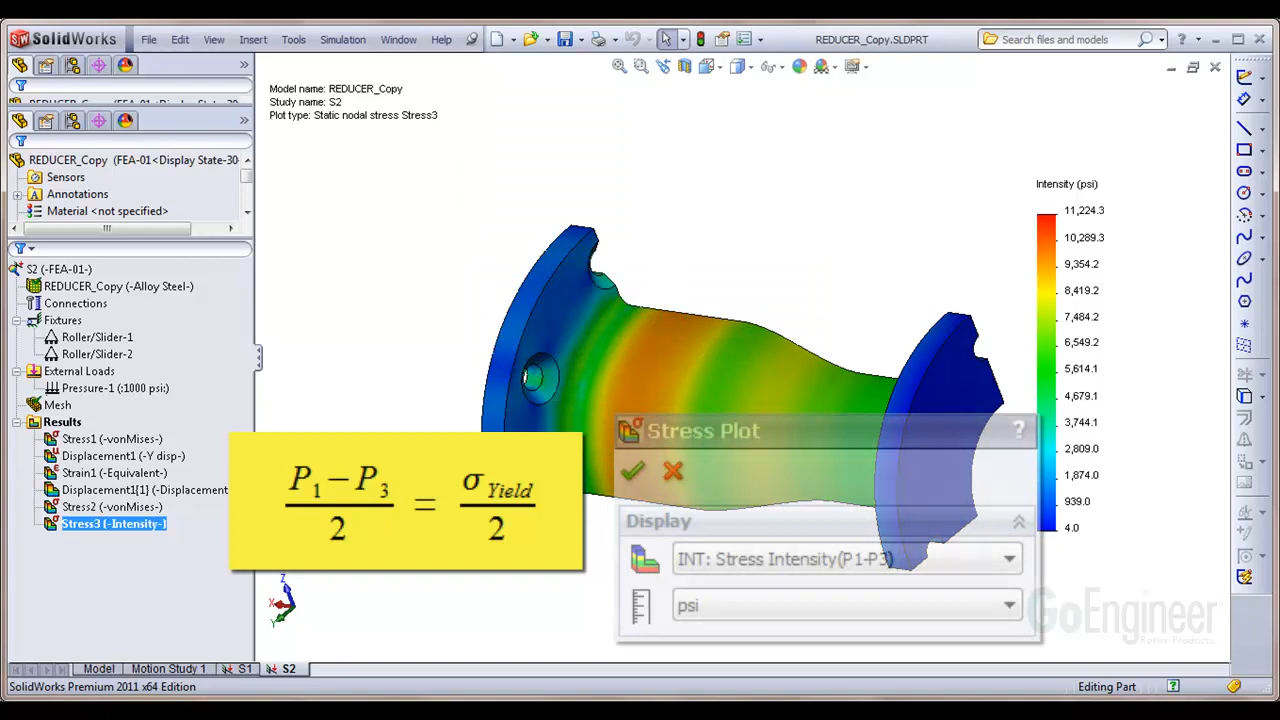 SolidWorks File Edit View Insert Tools Simulation Window Help REDUCER_Copy.SLDPRT Search files and models
Model name: REDUCER_Copy
Study name: S2
Plot type: Static nodal stress Stress3
REDUCER_Copy (FEA-01<Display State-30
Sensors
Annotations
Material <not specified>
S2 (-FEA-01-)
REDUCER_Copy (-Alloy Steel-)
Connections
Fixtures
Roller/Slider-1
Roller/Slider-2
External Loads
Pressure-1 (:1000 psi:)
Mesh
Results
Stress1 (-vonMises-)
Displacement1 (-Y disp-)
Strain1 (-Equivalent-)
Displacement1[1] (-Displacement
Stress2 (-vonMises-)
Stress3 (-Intensity-)
Intensity (psi)
11,224.3
10,289.3
9,354.2
8,419.2
7,484.2
6,549.2
5,614.1
4,679.1
3,744.1
2,809.0
1,874.0
939.0
4.0
P1 − P3 / 2 = σ Yield / 2
Stress Plot ?
Display
INT: Stress Intensity(P1-P3)
psi
GoEngineer
Z
X
Y
Model Motion Study 1 S1 S2
SolidWorks Premium 2011 x64 Edition Editing Part